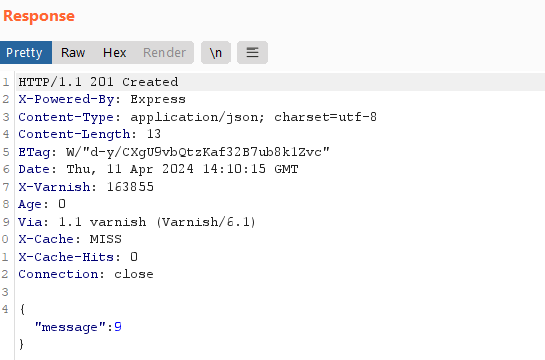 Response
Pretty Raw Hex Render \n
1 HTTP/1.1 201 Created
2 X-Powered-By: Express
3 Content-Type: application/json; charset=utf-8
4 Content-Length: 13
5 ETag: W/"d-y/CXgU9vbQtzKaf32B7ub8k1Zvc"
6 Date: Thu, 11 Apr 2024 14:10:15 GMT
7 X-Varnish: 163855
8 Age: 0
9 Via: 1.1 varnish (Varnish/6.1)
0 X-Cache: MISS
1 X-Cache-Hits: 0
2 Connection: close
3
4 {
"message":9
}